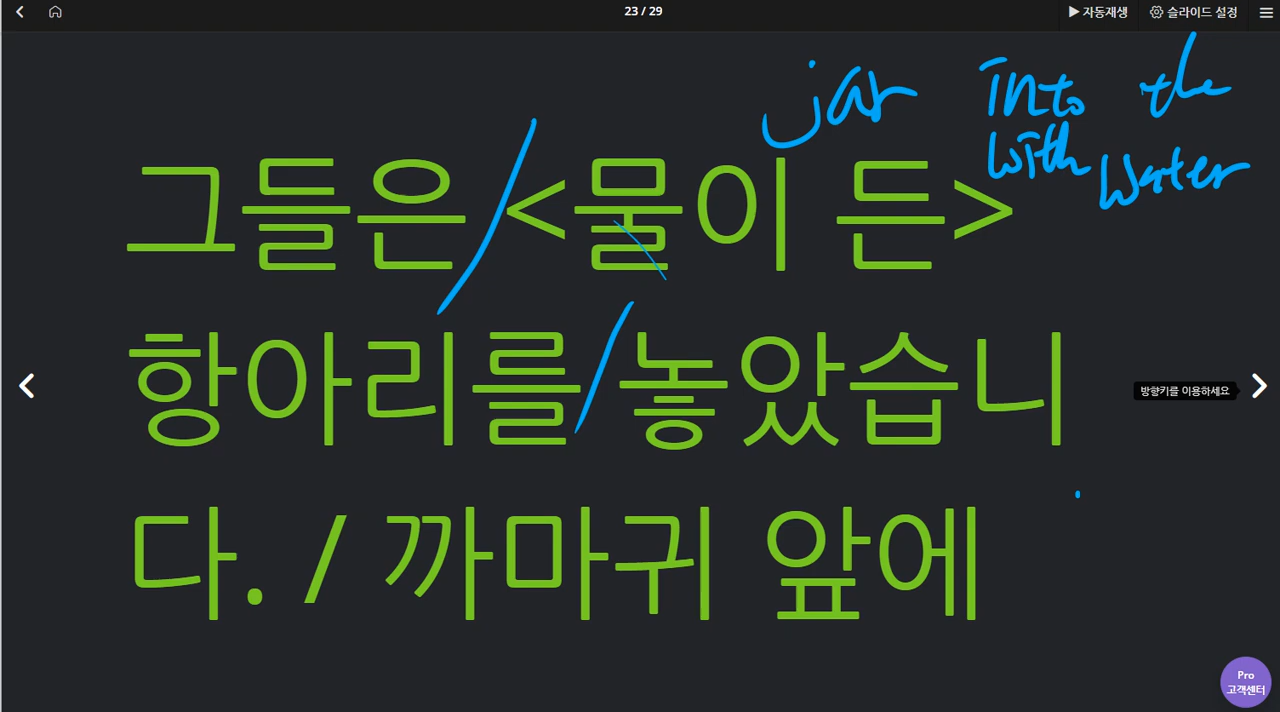 23 / 29
자동재생
슬라이드 설정
jar into the
with water
그들은 / <물이 든>
항아리를 / 놓았습니
다. / 까마귀 앞에
방향키를 이용하세요
Pro
고객센터